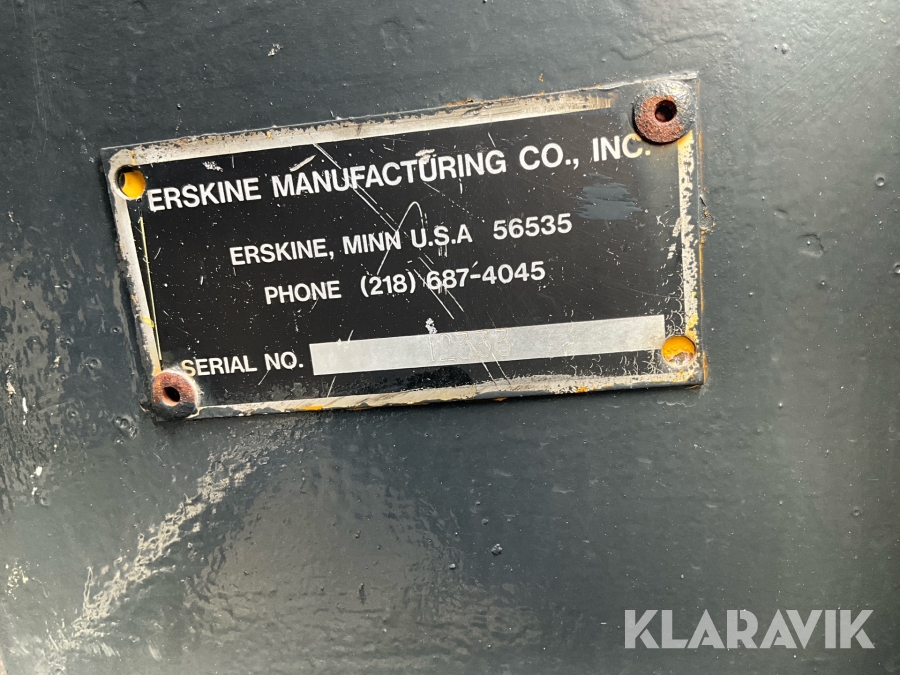 ERSKINE MANUFACTURING CO., INC.
ERSKINE, MINN U.S.A 56535
PHONE (218) 687-4045
SERIAL NO.
KLARAVIK